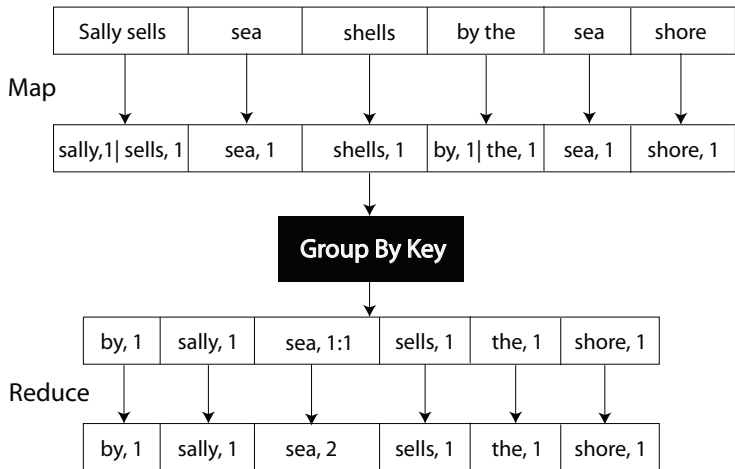 Sally sells sea shells by the sea shore
Map
sally,1| sells, 1 sea, 1 shells, 1 by, 1| the, 1 sea, 1 shore, 1
Group By Key
by, 1 sally, 1 sea, 1:1 sells, 1 the, 1 shore, 1
Reduce
by, 1 sally, 1 sea, 2 sells, 1 the, 1 shore, 1